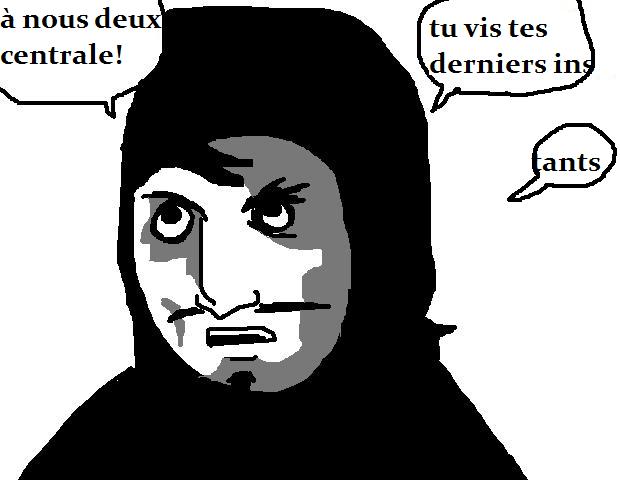 à nous deux
centrale!
tu vis tes
derniers ins
tants